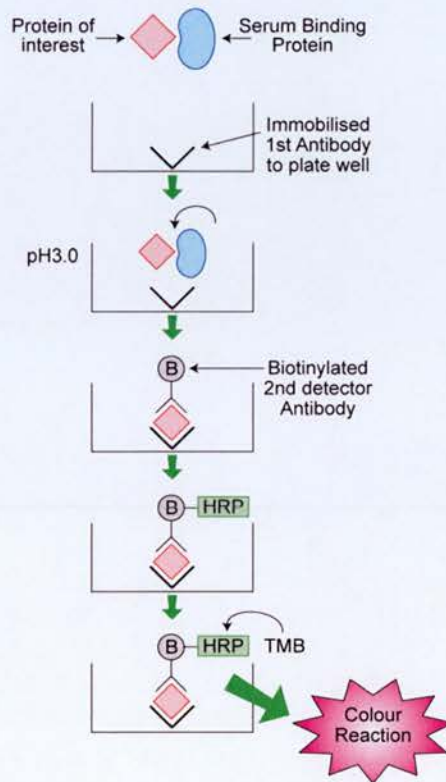 Protein of
interest
Serum Binding
Protein
Immobilised
1st Antibody
to plate well
pH3.0
B
Biotinylated
2nd detector
Antibody
B
HRP
B
HRP
TMB
Colour
Reaction